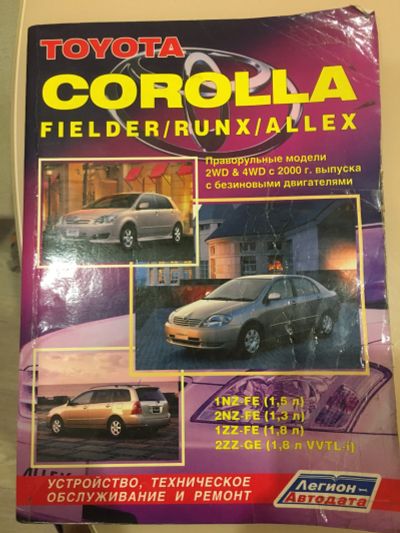 TOYOTA
COROLLA
FIELDER/RUNX/ALLEX
Праворульные модели
2WD & 4WD с 2000 г. выпуска
с безиновыми двигателями
1NZ-FE (1,5 л)
2NZ-FE (1,3 л)
1ZZ-FE (1,8 л)
2ZZ-GE (1,8 л VVTL-i)
ALLEX
УСТРОЙСТВО, ТЕХНИЧЕСКОЕ
ОБСЛУЖИВАНИЕ И РЕМОНТ
Легион
Автодата